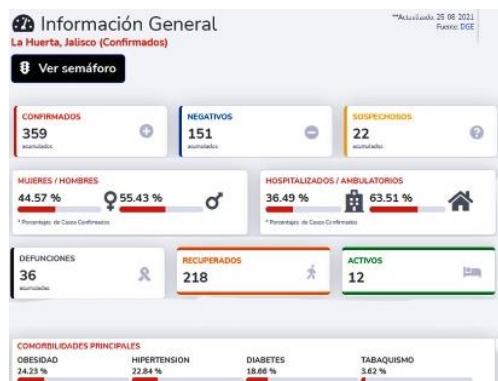 Información General
**Actualizado: 25-08-2021
Fuente: DGE
La Huerta, Jalisco (Confirmados)
Ver semáforo
CONFIRMADOS
359
acumulados
NEGATIVOS
151
acumulados
SOSPECHOSOS
22
acumulados
MUJERES / HOMBRES
44.57 % 55.43 %
* Porcentajes de Casos Confirmados
HOSPITALIZADOS / AMBULATORIOS
36.49 % 63.51 %
* Porcentajes de Casos Confirmados
DEFUNCIONES
36
acumuladas
RECUPERADOS
218
ACTIVOS
12
COMORBILIDADES PRINCIPALES
OBESIDAD HIPERTENSION DIABETES TABAQUISMO
24.23 % 22.84 % 18.66 % 3.62 %